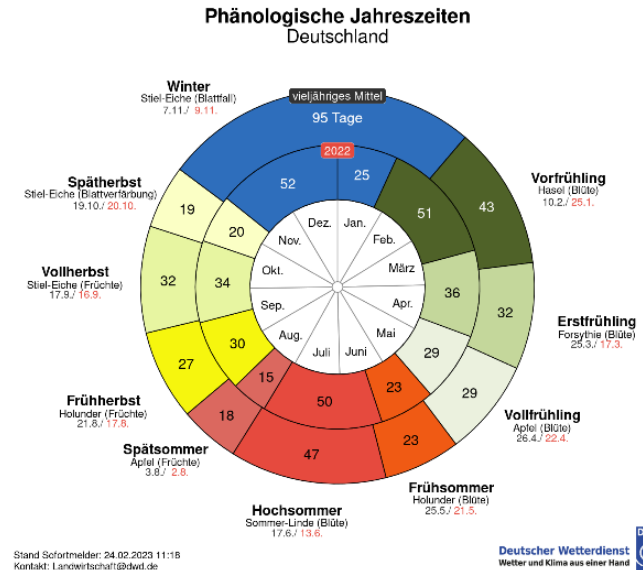 Phänologische Jahreszeiten
Deutschland
Winter
Stiel-Eiche (Blattfall)
7.11./ 9.11.
vieljähriges Mittel
95 Tage
2022
52
25
Vorfrühling
Hasel (Blüte)
10.2./ 25.1.
43
51
Spätherbst
Stiel-Eiche (Blattverfärbung)
19.10./ 20.10.
19
20
Dez.
Jan.
Nov.
Feb.
Okt.
März
Sep.
Apr.
Aug.
Mai
Juli
Juni
Vollherbst
Stiel-Eiche (Früchte)
17.9./ 16.9.
32
34
36
32
Erstfrühling
Forsythie (Blüte)
25.3./ 17.3.
27
30
29
29
Frühherbst
Holunder (Früchte)
21.8./ 17.8.
15
23
50
Vollfrühling
Apfel (Blüte)
26.4./ 22.4.
18
47
23
Spätsommer
Apfel (Früchte)
3.8./ 2.8.
Frühsommer
Holunder (Blüte)
25.5./ 21.5.
Hochsommer
Sommer-Linde (Blüte)
17.6./ 13.6.
Stand Sofortmelder: 24.02.2023 11:18
Kontakt: Landwirtschaft@dwd.de
Deutscher Wetterdienst
Wetter und Klima aus einer Hand
D